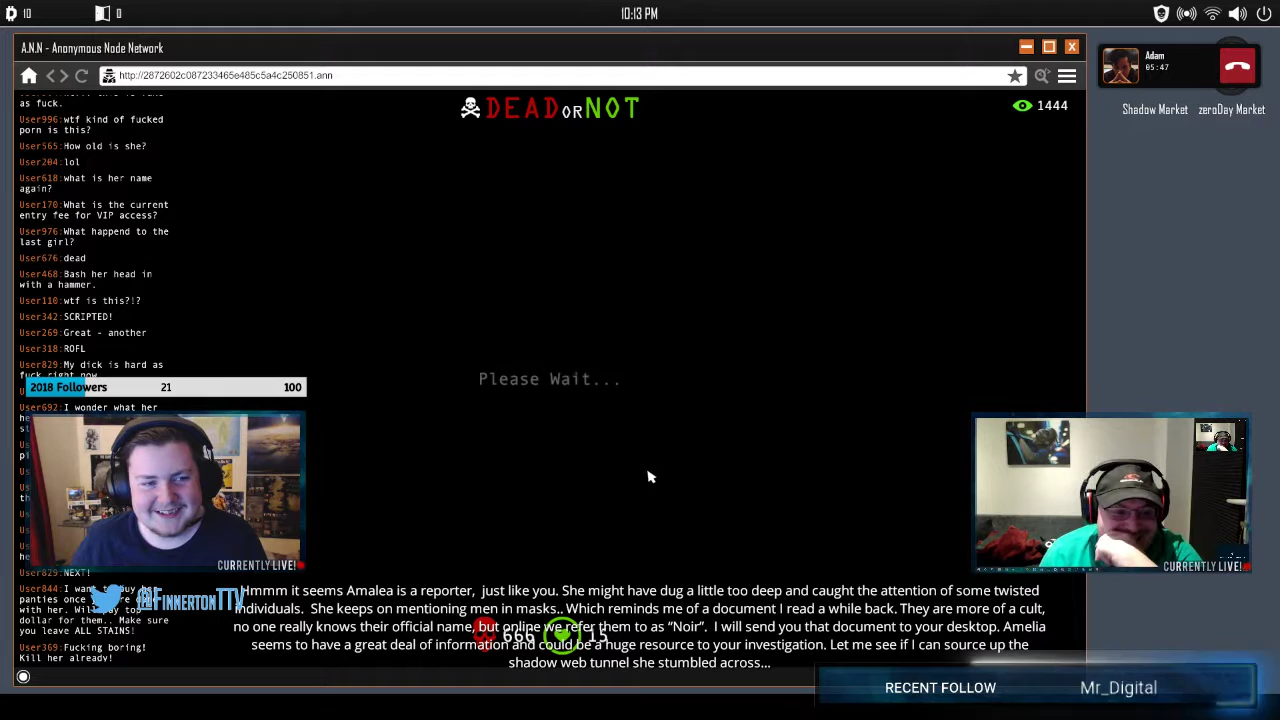 10
0
10:13 PM
A.N.N - Anonymous Node Network
http://2872602c087233465e485c5a4c250851.ann
Adam
05:47
Shadow Market zeroDay Market
DEAD OR NOT
1444
as fuck.
User996:wtf kind of fucked
porn is this?
User565:How old is she?
User204:lol
User618:what is her name
again?
User170:What is the current
entry fee for VIP access?
User976:What happend to the
last girl?
User676:dead
User468:Bash her head in
with a hammer.
User110:wtf is this?!?
User342:SCRIPTED!
User269:Great - another
User318:ROFL
User829:My dick is hard as
fuck right now
2018 Followers 21 100
User692:I wonder what her
Please Wait...
CURRENTLY LIVE!
CURRENTLY LIVE!
User829:NEXT!
panties once
with her.
dollar for them.. Make sure
you leave ALL STAINS!
User369:Fucking boring!
Kill her already!
@FinnertonTTV
666 15
Hmmm it seems Amalea is a reporter, just like you. She might have dug a little too deep and caught the attention of some twisted
individuals. She keeps on mentioning men in masks.. Which reminds me of a document I read a while back. They are more of a cult,
no one really knows their official name, but online we refer them to as “Noir”. I will send you that document to your desktop. Amelia
seems to have a great deal of information and could be a huge resource to your investigation. Let me see if I can source up the
shadow web tunnel she stumbled across...
RECENT FOLLOW Mr_Digital